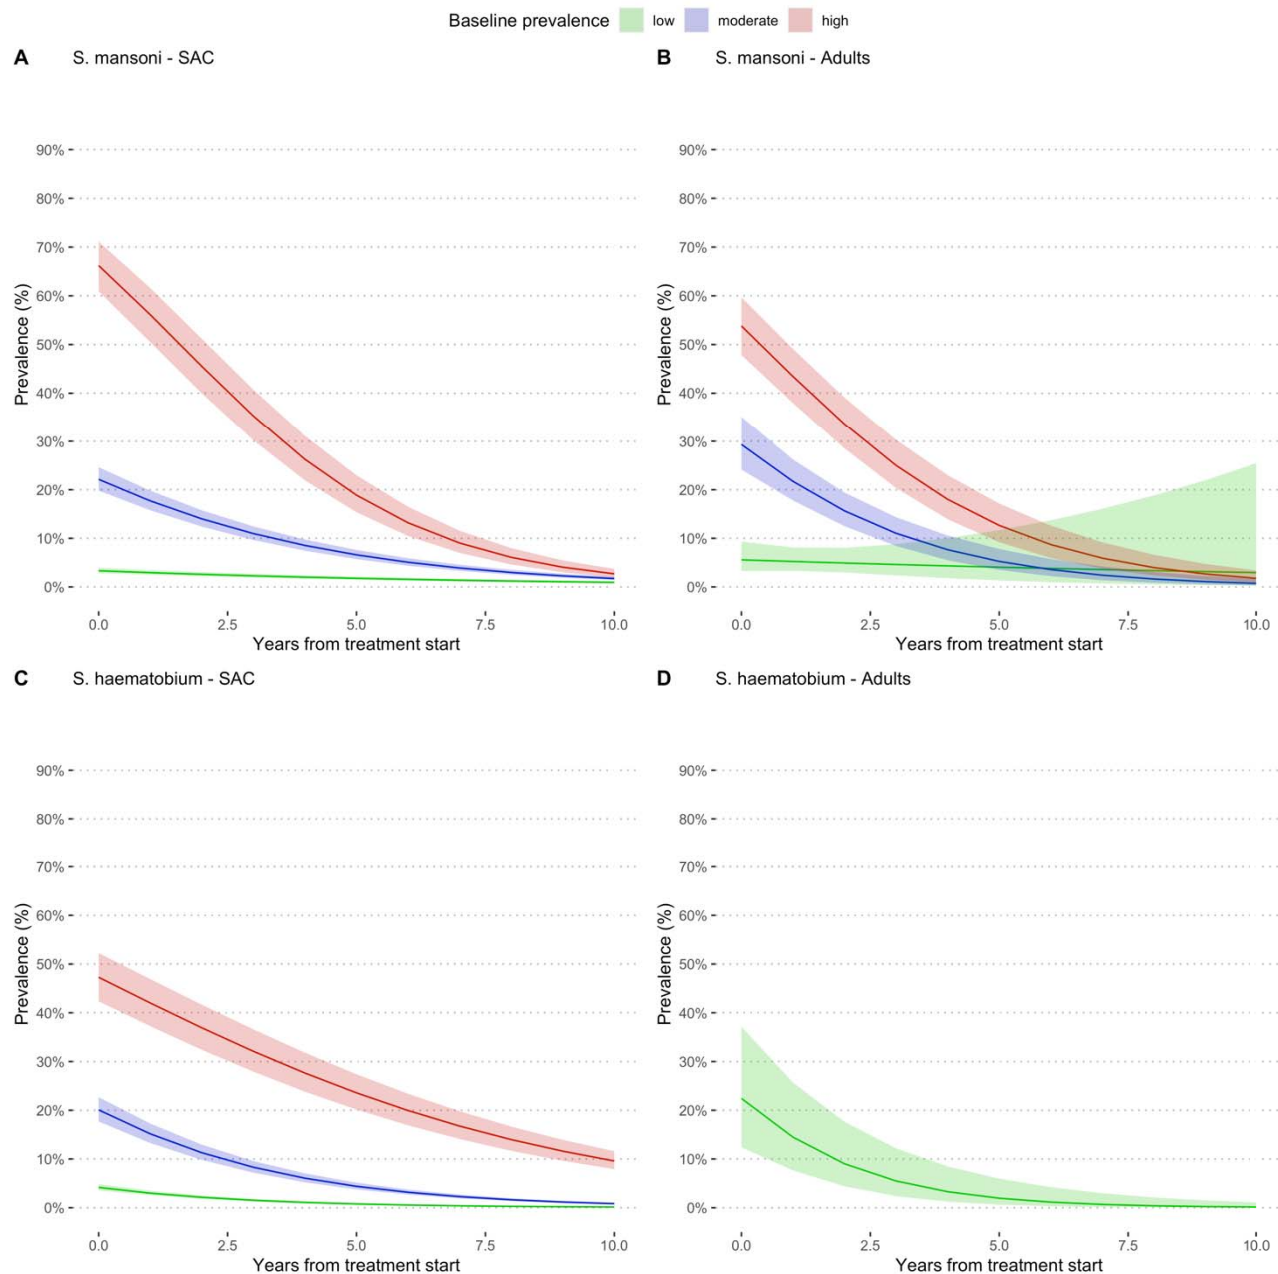 Baseline prevalence low moderate high
A S. mansoni - SAC
B S. mansoni - Adults
Prevalence (%)
90%
80%
70%
60%
50%
40%
30%
20%
10%
0%
0.0 2.5 5.0 7.5 10.0
Years from treatment start
Prevalence (%)
90%
80%
70%
60%
50%
40%
30%
20%
10%
0%
0.0 2.5 5.0 7.5 10.0
Years from treatment start
C S. haematobium - SAC
D S. haematobium - Adults
Prevalence (%)
90%
80%
70%
60%
50%
40%
30%
20%
10%
0%
0.0 2.5 5.0 7.5 10.0
Years from treatment start
Prevalence (%)
90%
80%
70%
60%
50%
40%
30%
20%
10%
0%
0.0 2.5 5.0 7.5 10.0
Years from treatment start